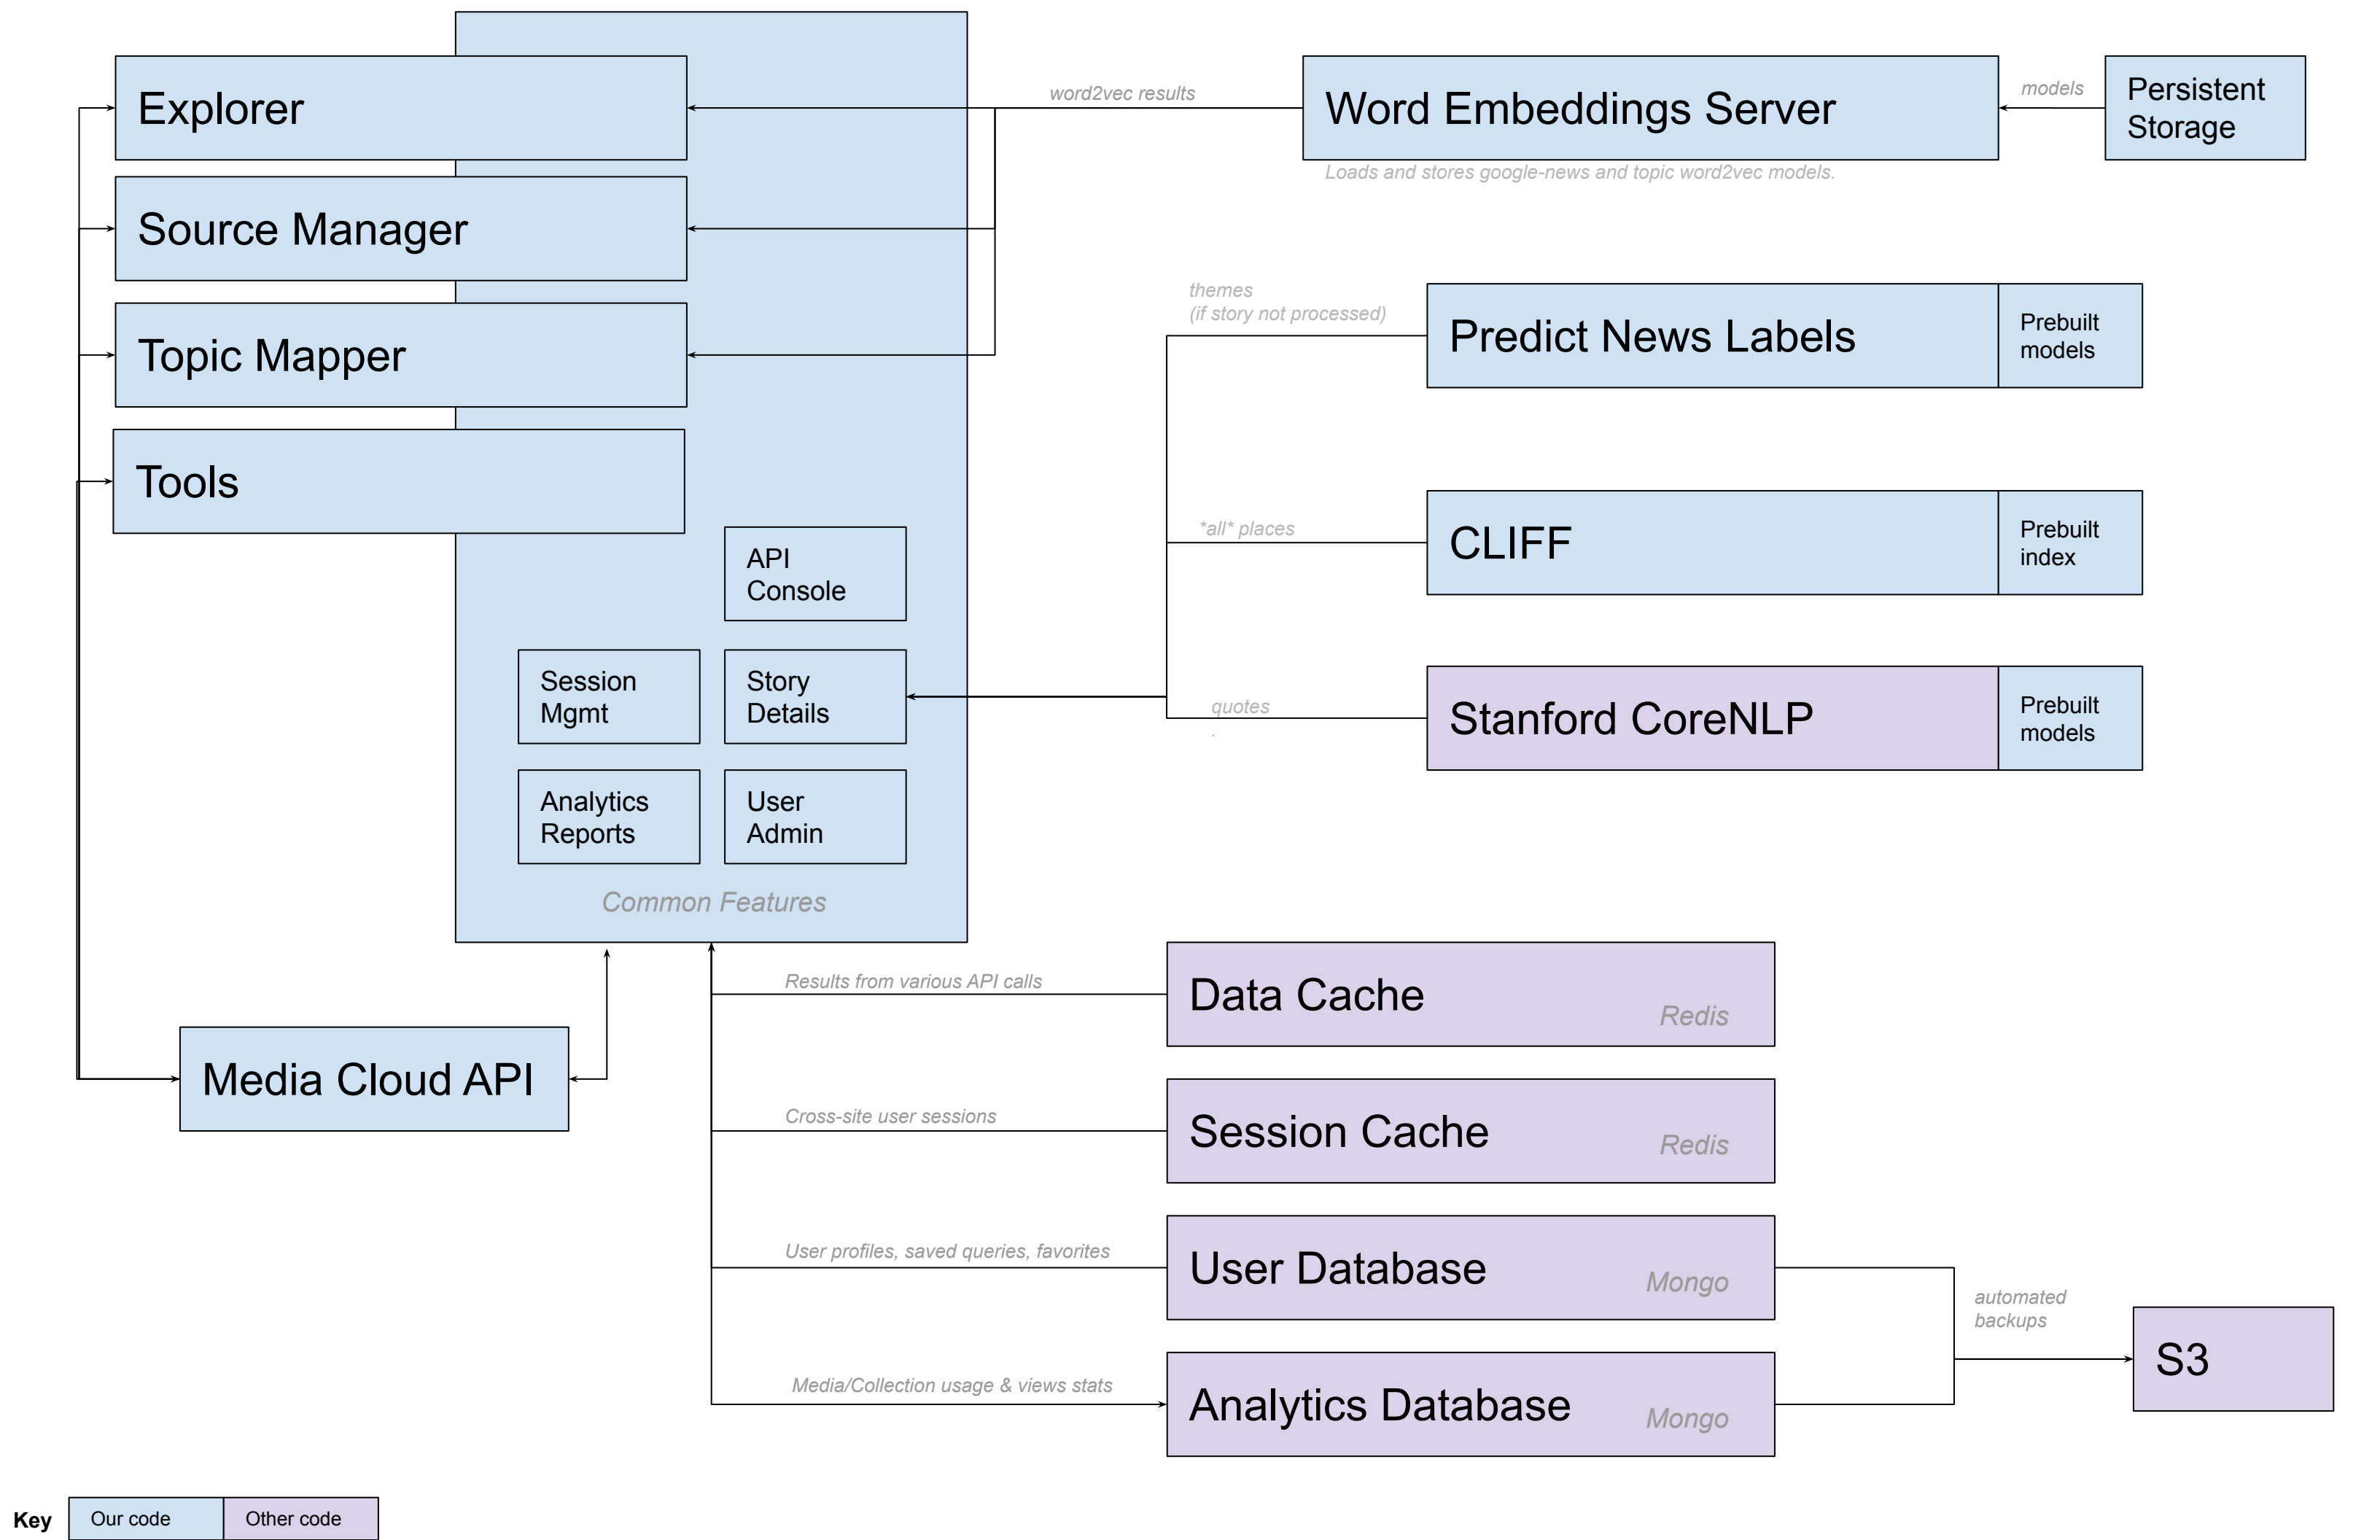 Explorer
word2vec results
Word Embeddings Server
models
Persistent
Storage
Loads and stores google-news and topic word2vec models.
Source Manager
themes
(if story not processed)
Predict News Labels
Prebuilt
models
Topic Mapper
Tools
*all* places
CLIFF
Prebuilt
index
API
Console
Session
Mgmt
Story
Details
quotes
.
Stanford CoreNLP
Prebuilt
models
Analytics
Reports
User
Admin
Common Features
Results from various API calls
Data Cache
Redis
Media Cloud API
Cross-site user sessions
Session Cache
Redis
User profiles, saved queries, favorites
User Database
Mongo
automated
backups
S3
Media/Collection usage & views stats
Analytics Database
Mongo
Key
Our code
Other code